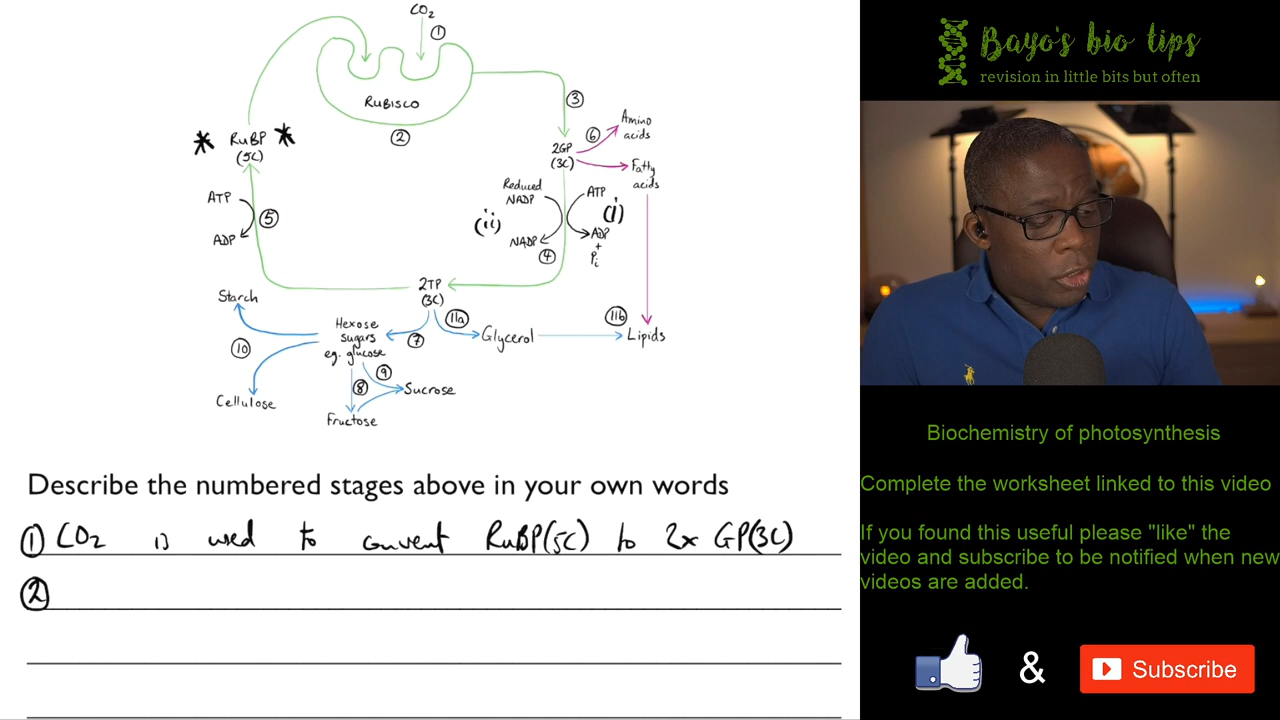 CO2
①
RUBISCO
②
③
* RuBP *
(5C)
2GP
(3C)
⑥
Amino
acids
Fatty
acids
ATP
ADP
⑤
Reduced
NADP
(ii)
NADP
④
ATP
(i)
ADP
+
Pi
2TP
(3C)
Starch
Hexose
sugars
eg. glucose
⑦
11a
Glycerol
11b
Lipids
⑩
⑨
⑧
Sucrose
Cellulose
Fructose
Describe the numbered stages above in your own words
① CO2 is used to convert RuBP(5C) to 2x GP(3C)
②
Bayo's bio tips
revision in little bits but often
Biochemistry of photosynthesis
Complete the worksheet linked to this video
If you found this useful please "like" the
video and subscribe to be notified when new
videos are added.
&
Subscribe